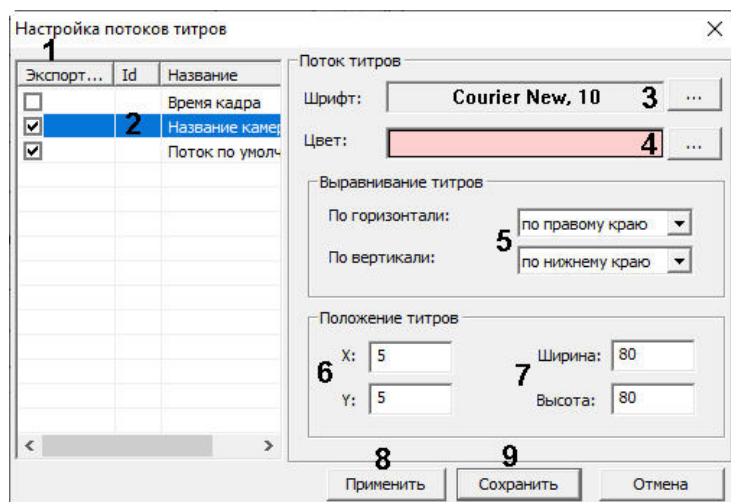 Настройка потоков титров
1
Экспорт... Id Название
Время кадра
2 Название камер
Поток по умолч
Поток титров
Шрифт: Courier New, 10 3 ...
Цвет: 4 ...
Выравнивание титров
По горизонтали: по правому краю
5
По вертикали: по нижнему краю
Положение титров
X: 5 Ширина: 80
6 7
Y: 5 Высота: 80
8 9
Применить Сохранить Отмена